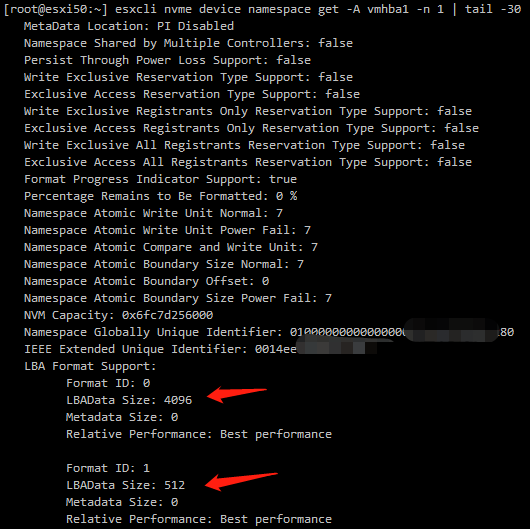 [root@esxi50:~] esxcli nvme device namespace get -A vmhba1 -n 1 | tail -30
MetaData Location: PI Disabled
Namespace Shared by Multiple Controllers: false
Persist Through Power Loss Support: false
Write Exclusive Reservation Type Support: false
Exclusive Access Reservation Type Support: false
Write Exclusive Registrants Only Reservation Type Support: false
Exclusive Access Registrants Only Reservation Type Support: false
Write Exclusive All Registrants Reservation Type Support: false
Exclusive Access All Registrants Reservation Type Support: false
Format Progress Indicator Support: true
Percentage Remains to Be Formatted: 0 %
Namespace Atomic Write Unit Normal: 7
Namespace Atomic Write Unit Power Fail: 7
Namespace Atomic Compare and Write Unit: 7
Namespace Atomic Boundary Size Normal: 7
Namespace Atomic Boundary Offset: 0
Namespace Atomic Boundary Size Power Fail: 7
NVM Capacity: 0x6fc7d256000
Namespace Globally Unique Identifier:
IEEE Extended Unique Identifier: 0014ee
LBA Format Support:
Format ID: 0
LBAData Size: 4096
Metadata Size: 0
Relative Performance: Best performance
Format ID: 1
LBAData Size: 512
Metadata Size: 0
Relative Performance: Best performance